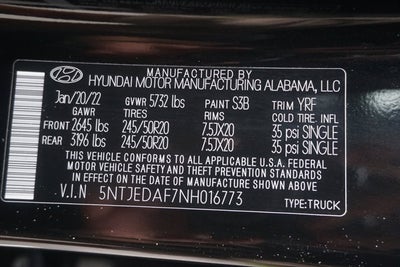 MANUFACTURED BY
HYUNDAI MOTOR MANUFACTURING ALABAMA, LLC
Jan/20/22 GVWR 5732 lbs PAINT S3B TRIM YRF
GAWR TIRES RIMS COLD TIRE. INFL
FRONT 2645 lbs 245/50R20 7.5JX20 35 psi SINGLE
REAR 3196 lbs 245/50R20 7.5JX20 35 psi SINGLE
THIS VEHICLE CONFORMS TO ALL APPLICABLE U.S.A. FEDERAL
MOTOR VEHICLE SAFETY AND THEFT PREVENTION STANDARDS
IN EFFECT ON THE DATE OF MANUFACTURE SHOWN ABOVE.
V.I.N 5NTJEDAF7NH016773 TYPE:TRUCK